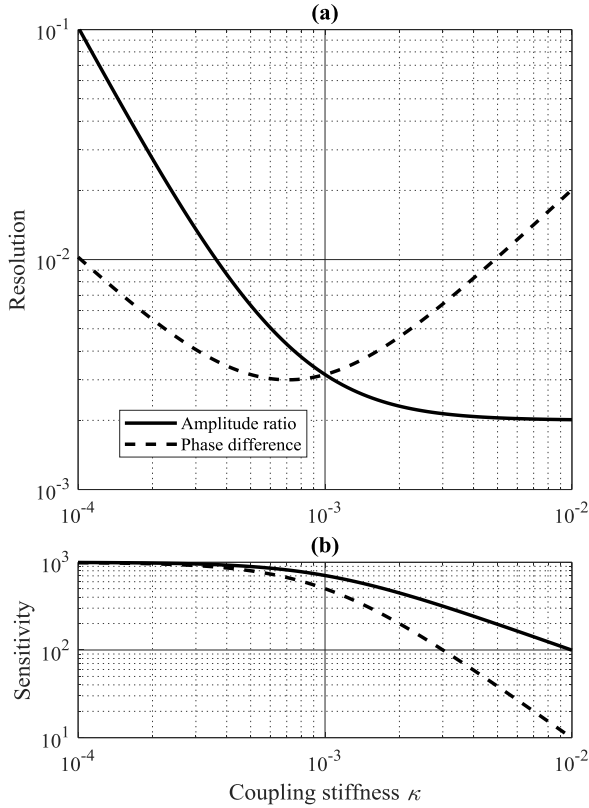 (a)
10^-1
10^-2
10^-3
Resolution
Amplitude ratio
Phase difference
10^-4
10^-3
10^-2
(b)
10^3
10^2
10^1
Sensitivity
10^-4
10^-3
10^-2
Coupling stiffness κ